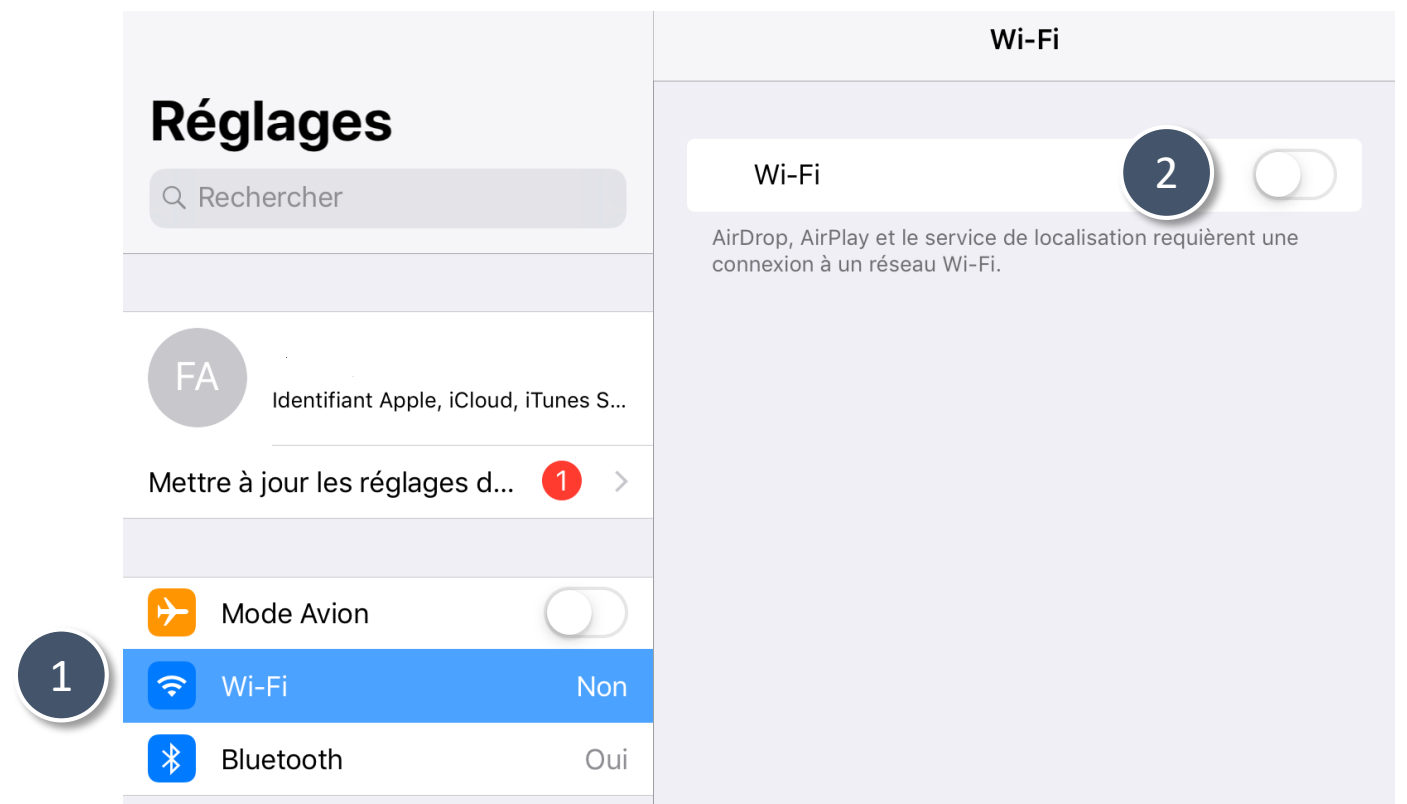 Wi-Fi
Réglages
Rechercher
Wi-Fi
2
AirDrop, AirPlay et le service de localisation requièrent une
connexion à un réseau Wi-Fi.
FA
Identifiant Apple, iCloud, iTunes S...
Mettre à jour les réglages d... 1
Mode Avion
1
Wi-Fi Non
Bluetooth Oui